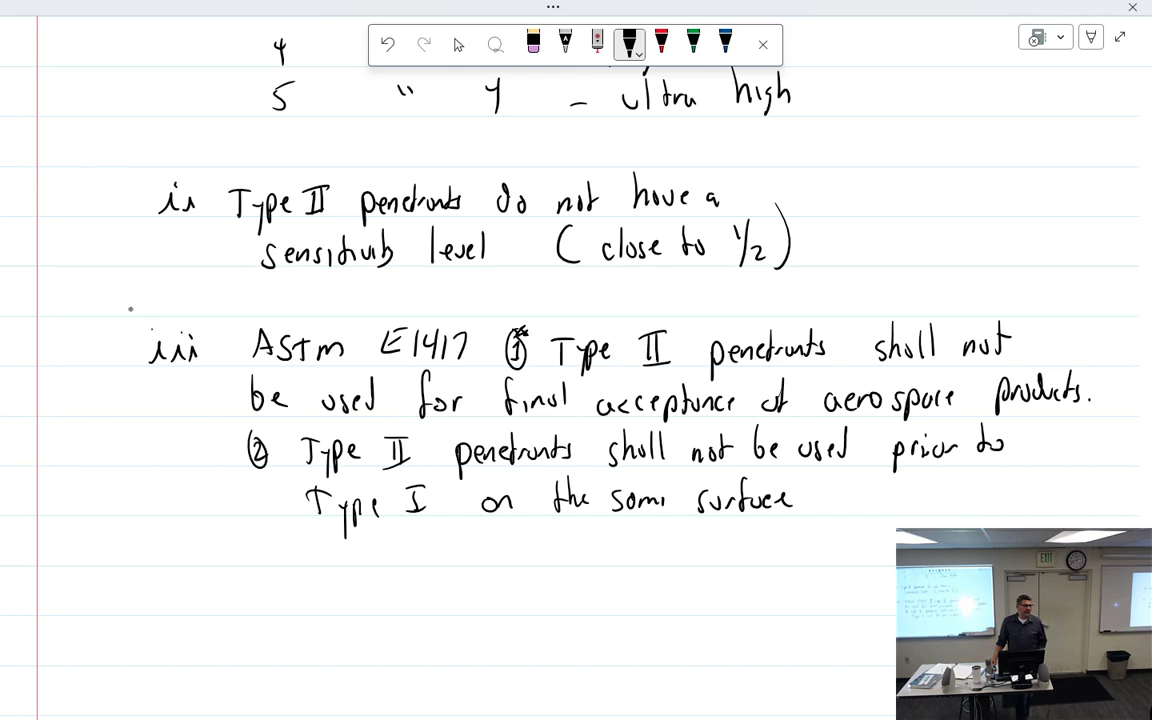 4
5 " 4 - ultra high
ii Type II penetrants do not have a
sensitivity level (close to 1/2)
iii ASTM E1417 ① Type II penetrants shall not
be used for final acceptance of aerospace products.
② Type II penetrants shall not be used prior to
Type I on the same surface
EXIT